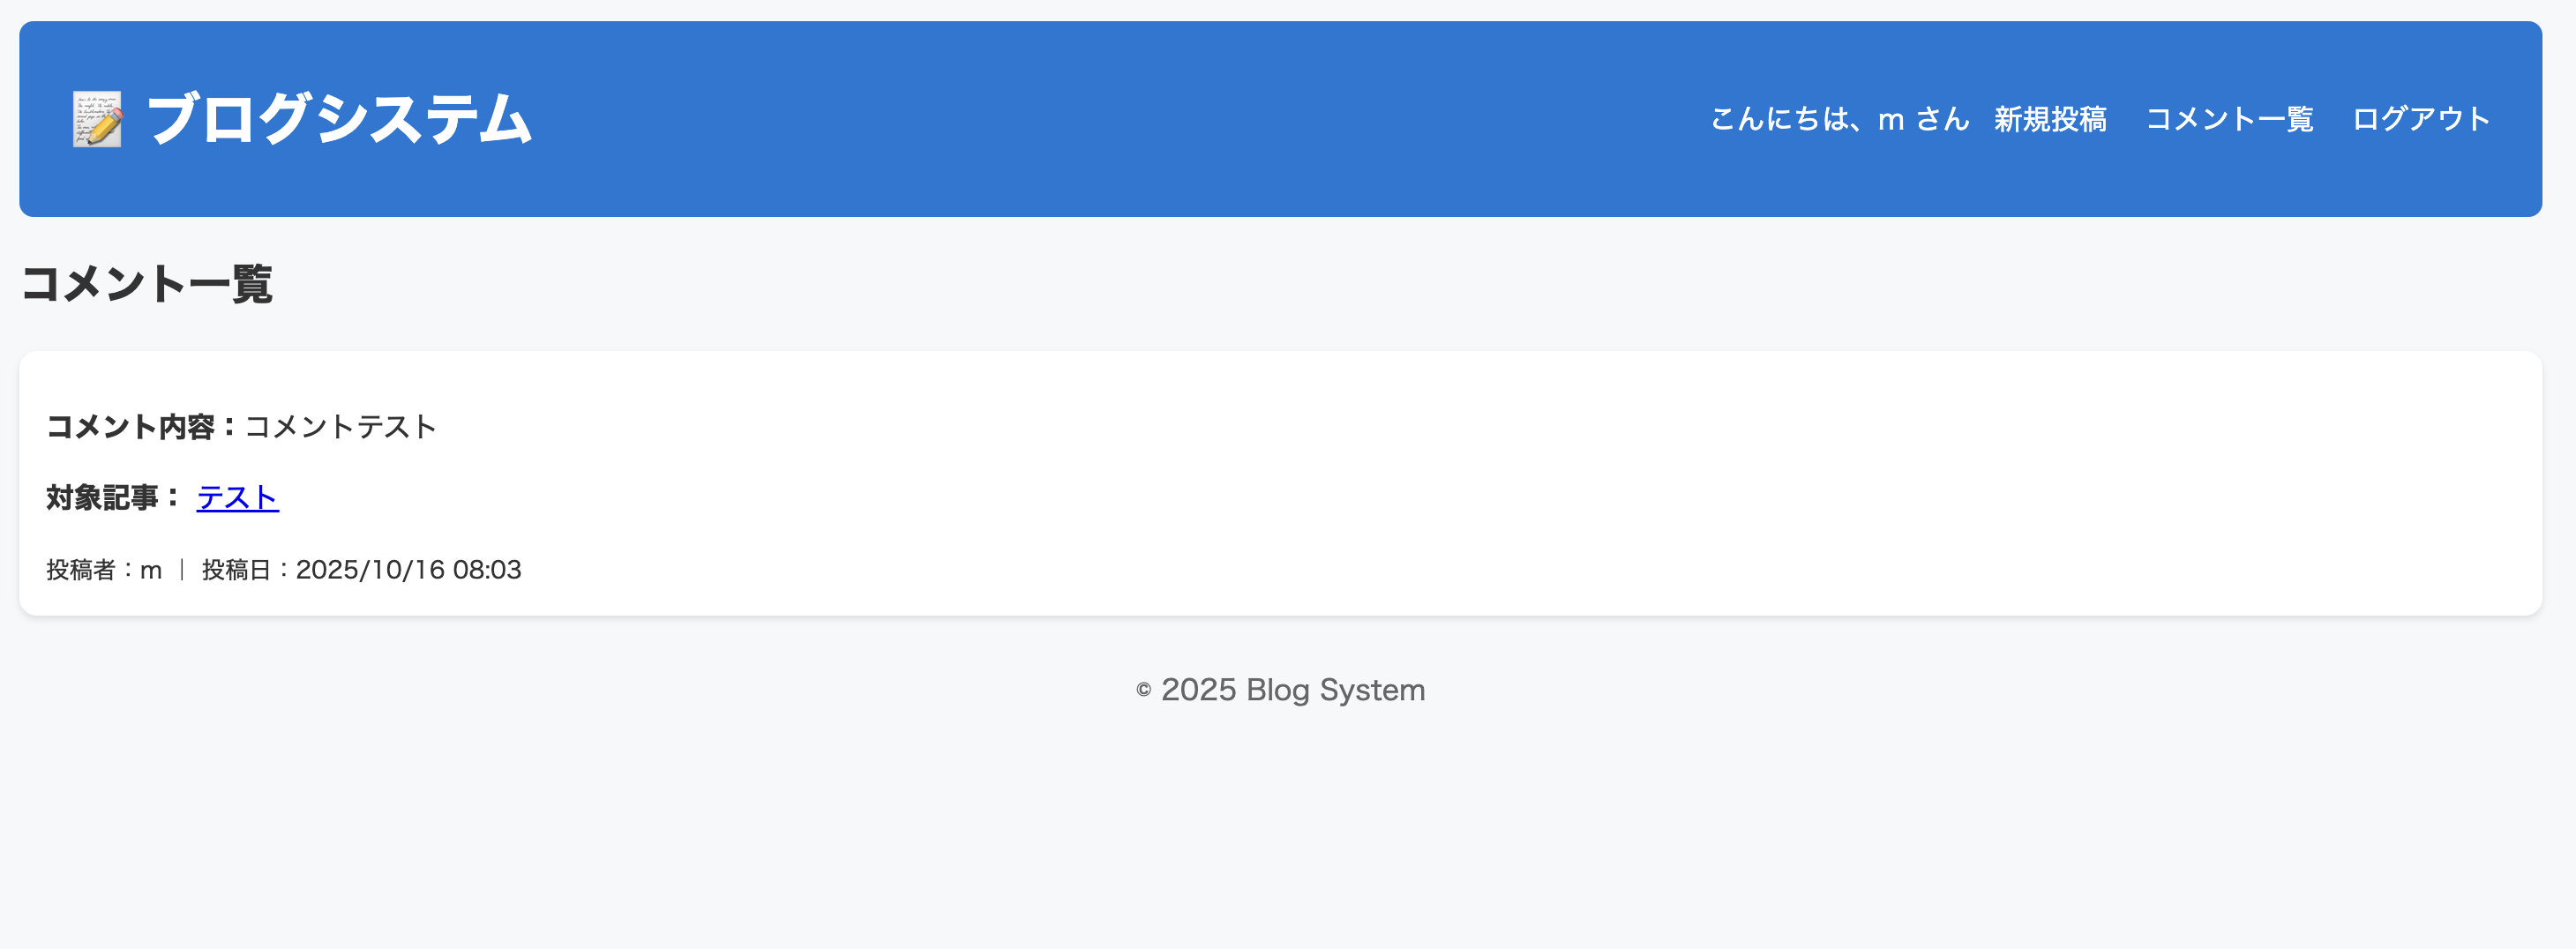 📝 ブログシステム
こんにちは、m さん 新規投稿 コメント一覧 ログアウト
コメント一覧
コメント内容：コメントテスト
対象記事： テスト
投稿者：m ｜ 投稿日：2025/10/16 08:03
© 2025 Blog System